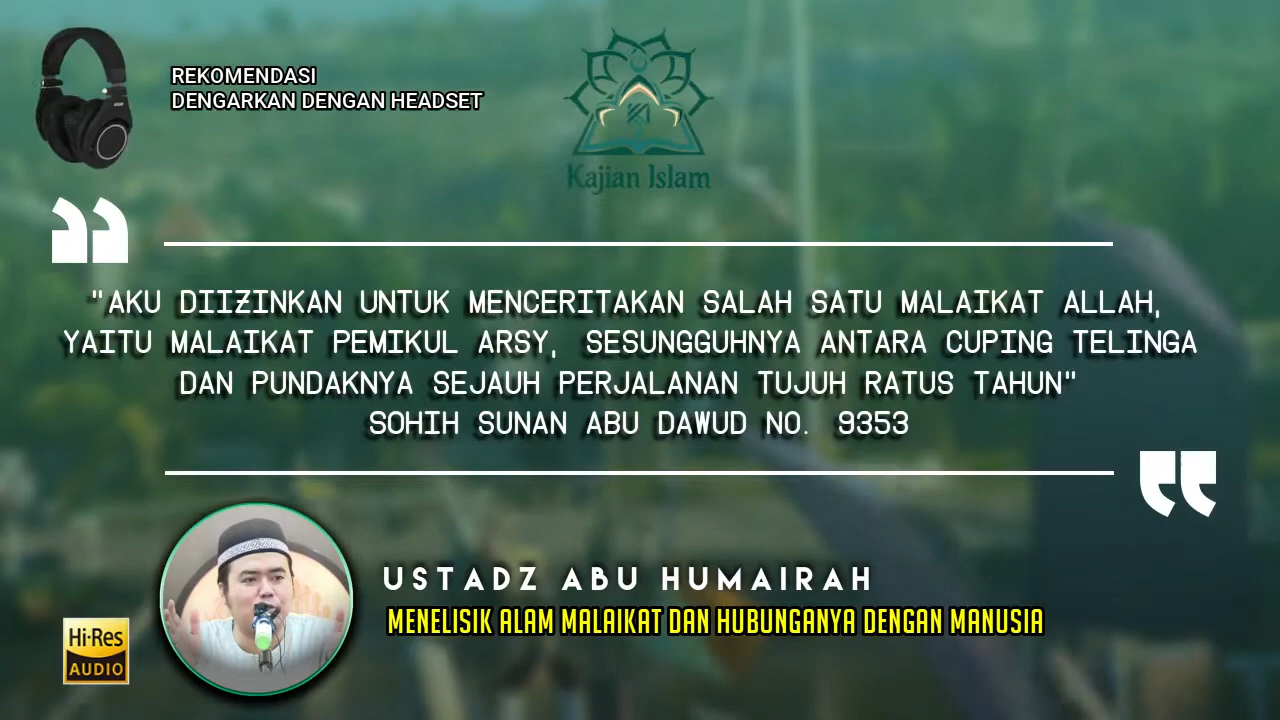 REKOMENDASI
DENGARKAN DENGAN HEADSET
Kajian Islam
"AKU DIIZINKAN UNTUK MENCERITAKAN SALAH SATU MALAIKAT ALLAH,
YAITU MALAIKAT PEMIKUL ARSY, SESUNGGUHNYA ANTARA CUPING TELINGA
DAN PUNDAKNYA SEJAUH PERJALANAN TUJUH RATUS TAHUN"
SOHIH SUNAN ABU DAWUD NO. 9353
USTADZ ABU HUMAIRAH
MENELISIK ALAM MALAIKAT DAN HUBUNGANYA DENGAN MANUSIA
Hi-Res
AUDIO